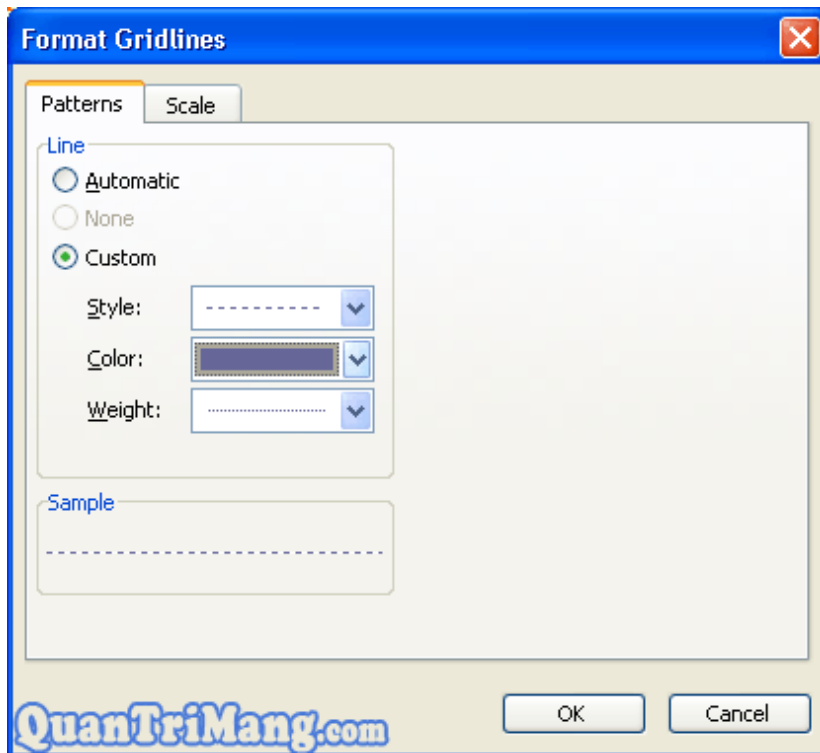 Format Gridlines
Patterns Scale
Line
Automatic
None
Custom
Style:
Color:
Weight:
Sample
OK Cancel
QuanTriMang.com